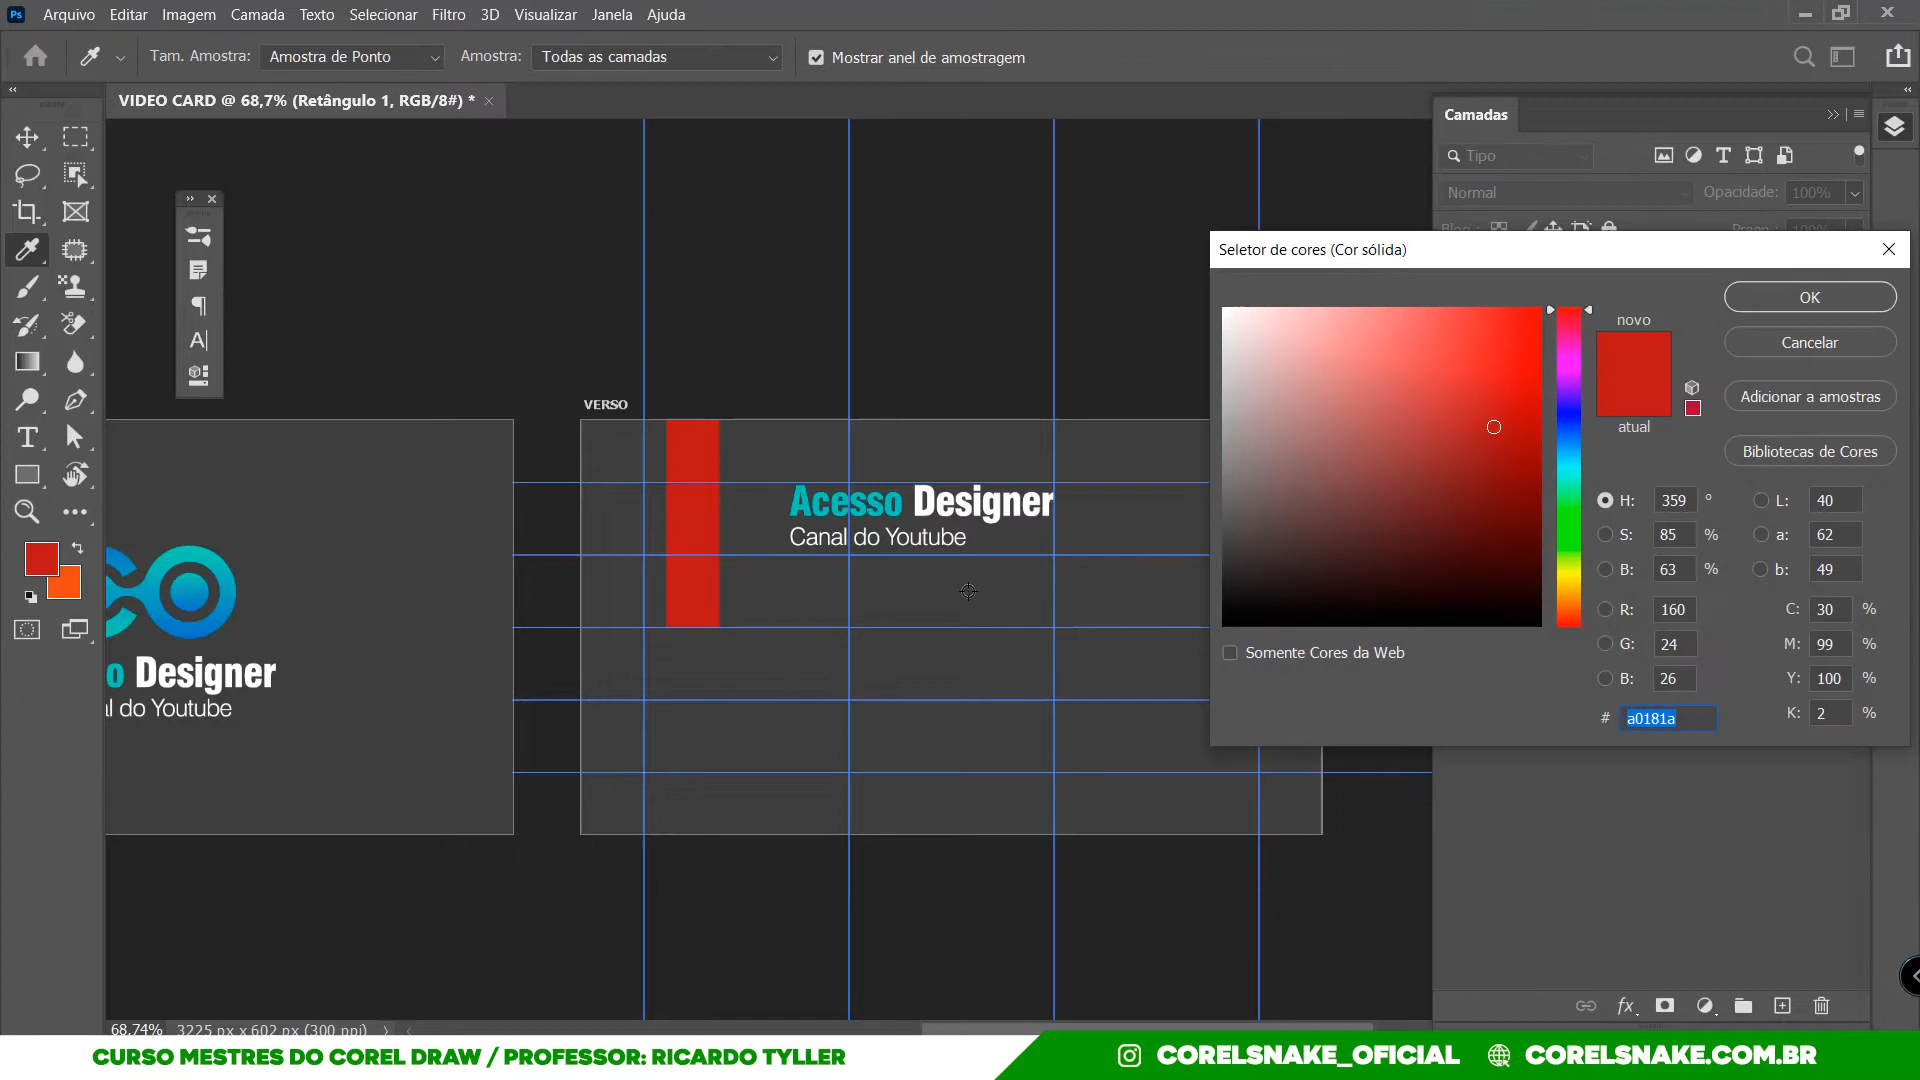 Ps Arquivo Editar Imagem Camada Texto Selecionar Filtro 3D Visualizar Janela Ajuda
Tam. Amostra: Amostra de Ponto Amostra: Todas as camadas Mostrar anel de amostragem
VIDEO CARD @ 68,7% (Retângulo 1, RGB/8#) *
Camadas
Tipo
Normal Opacidade: 100%
Seletor de cores (Cor sólida)
OK
novo
Cancelar
Adicionar a amostras
atual
Bibliotecas de Cores
H: 359 °
L: 40
S: 85 %
a: 62
B: 63 %
b: 49
R: 160
C: 30 %
G: 24
M: 99 %
B: 26
Y: 100 %
# a0181a
K: 2 %
Somente Cores da Web
VERSO
Acesso Designer
Canal do Youtube
o Designer
l do Youtube
68,74% 3225 px x 602 px (300 ppi)
CURSO MESTRES DO COREL DRAW / PROFESSOR: RICARDO TYLLER
CORELSNAKE_OFICIAL CORELSNAKE.COM.BR